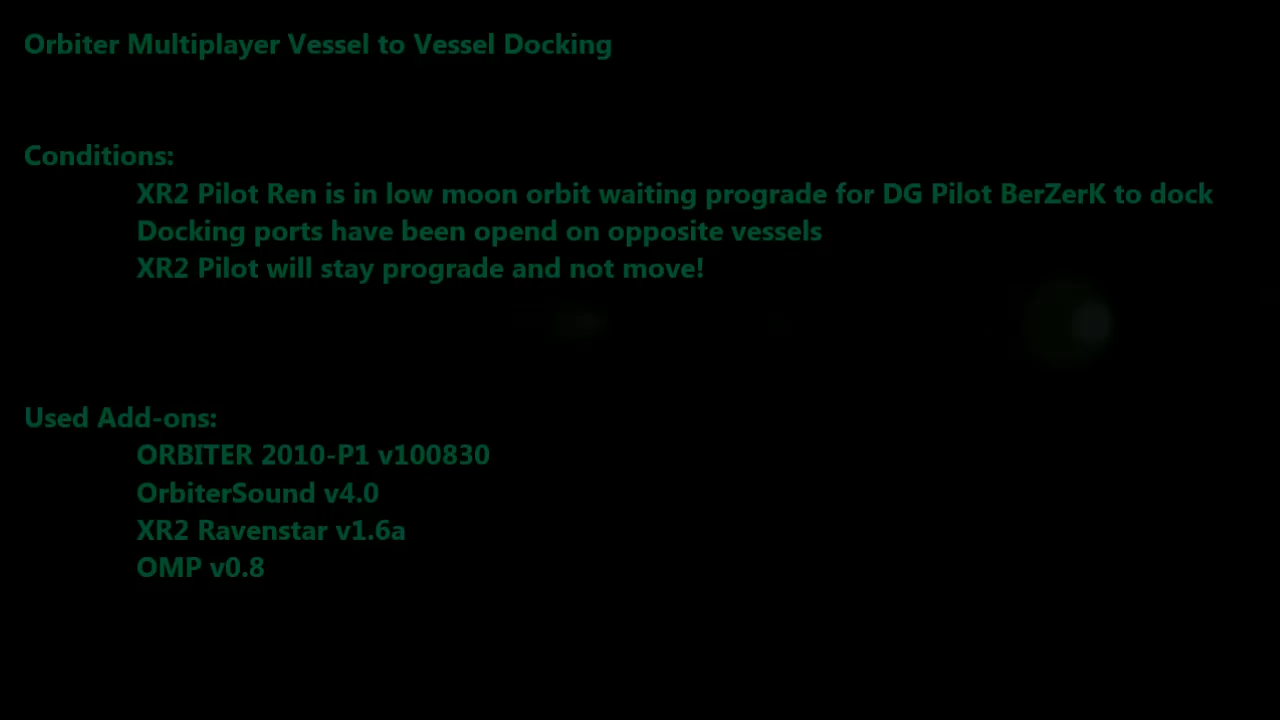 Orbiter Multiplayer Vessel to Vessel Docking
Conditions:
XR2 Pilot Ren is in low moon orbit waiting prograde for DG Pilot BerZerK to dock
Docking ports have been opend on opposite vessels
XR2 Pilot will stay prograde and not move!
Used Add-ons:
ORBITER 2010-P1 v100830
OrbiterSound v4.0
XR2 Ravenstar v1.6a
OMP v0.8